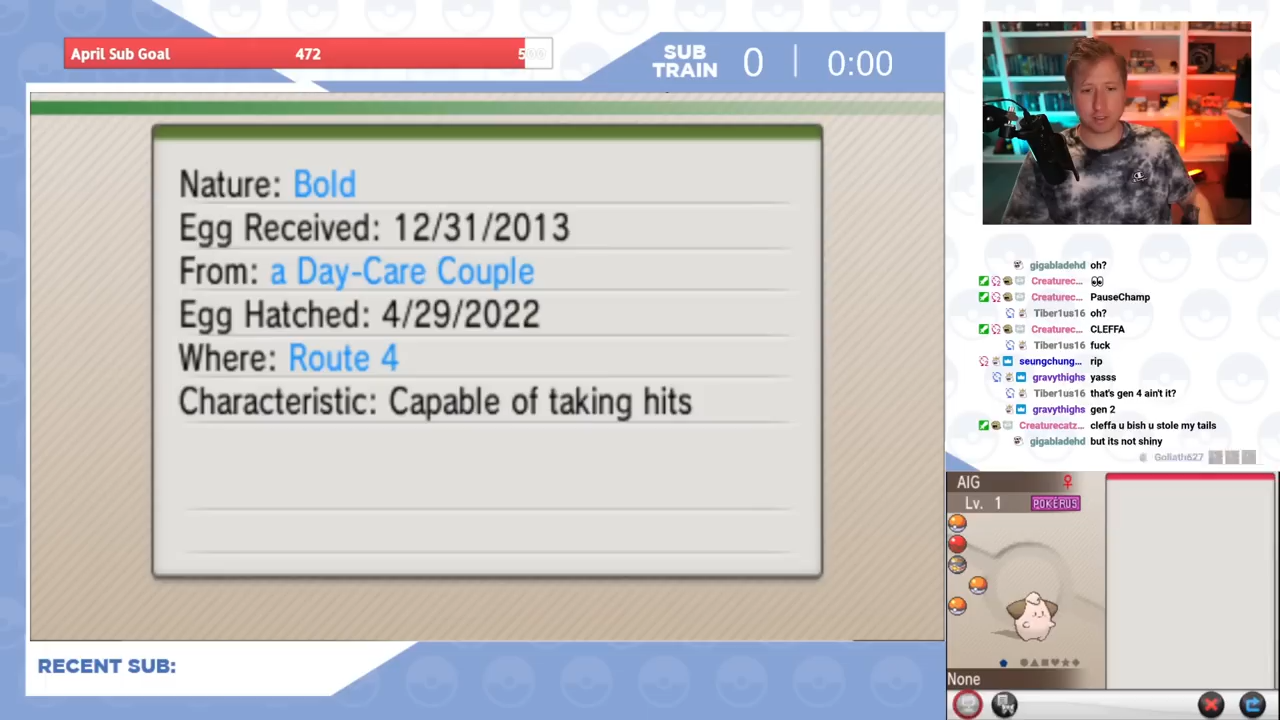 April Sub Goal 472
SUB TRAIN 0 0:00
Nature: Bold
Egg Received: 12/31/2013
From: a Day-Care Couple
Egg Hatched: 4/29/2022
Where: Route 4
Characterstic: Capable of taking hits
RECENT SUB:
gigabladehd oh?
Creaturec...
Creaturec... PauseChamp
Tiber1us16 oh?
Creaturec... CLEFFA
Tiber1us16 fuck
seungchung... rip
gravythighs yasss
Tiber1us16 that's gen 4 ain't it?
gravythighs gen 2
Creaturecatz... cleffa u bish u stole my tails
gigabladehd but its not shiny
Goliath627
AIG ♀
Lv. 1 POKÉRUS
None